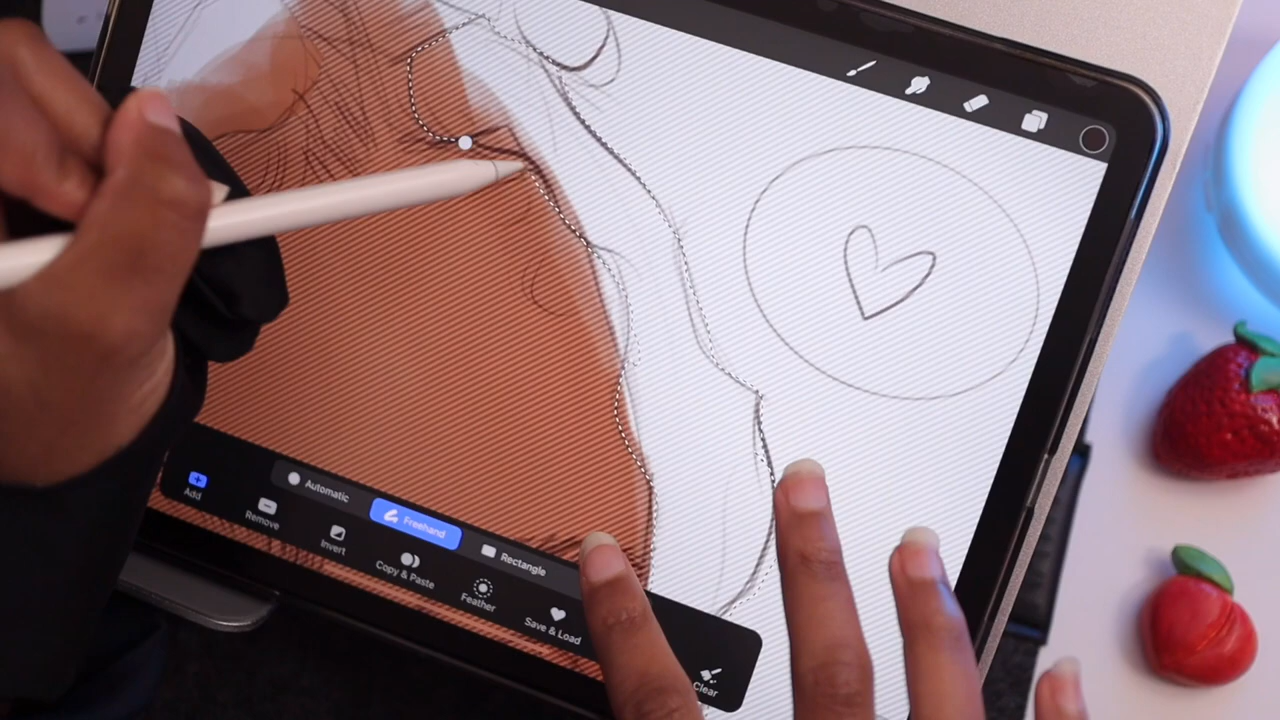 Automatic
Freehand
Rectangle
Add
Remove
Invert
Copy & Paste
Feather
Save & Load
Clear